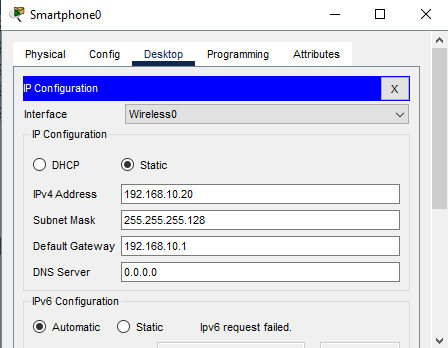 Smartphone0
Physical Config Desktop Programming Attributes
IP Configuration X
Interface Wireless0
IP Configuration
DHCP Static
IPv4 Address 192.168.10.20
Subnet Mask 255.255.255.128
Default Gateway 192.168.10.1
DNS Server 0.0.0.0
IPv6 Configuration
Automatic Static Ipv6 request failed.